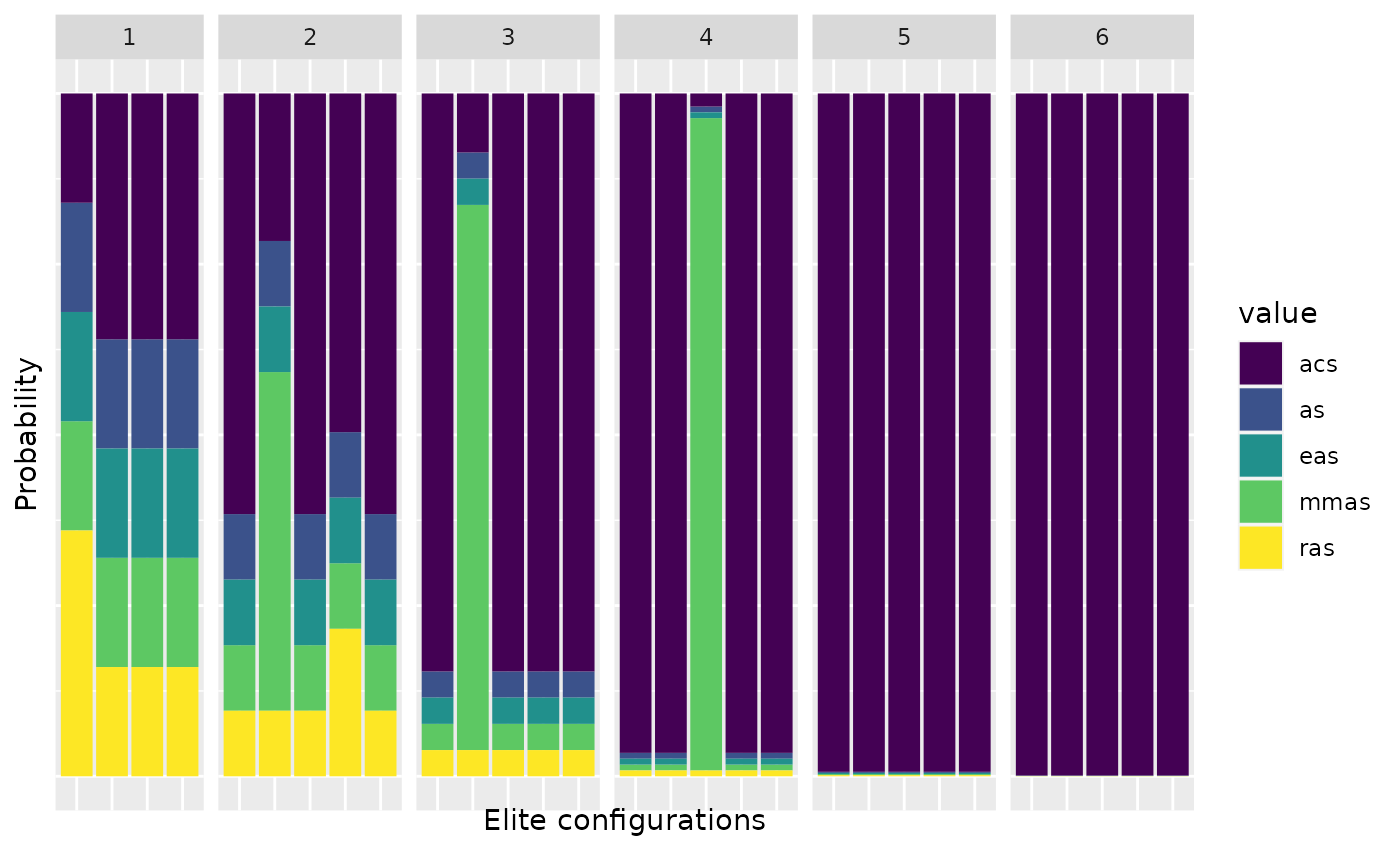 1 2 3 4 5 6
Probability
Elite configurations
value
acs
as
eas
mmas
ras